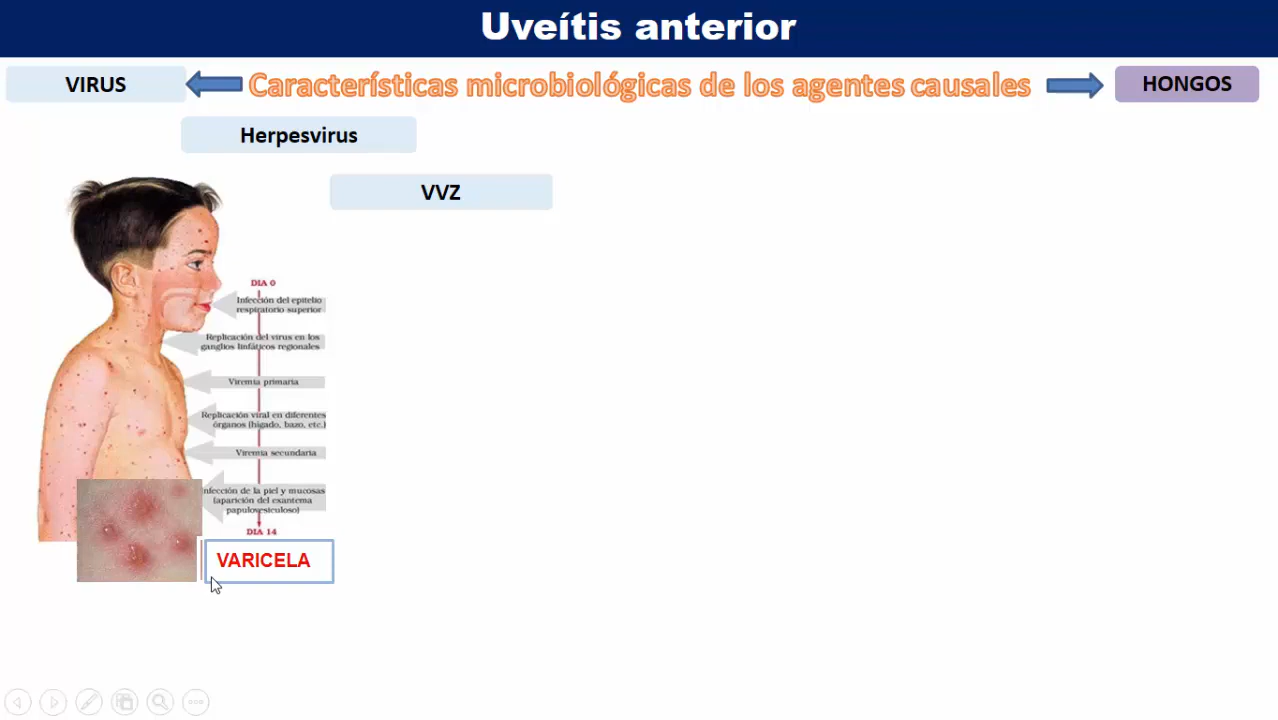 Uveítis anterior
VIRUS
Características microbiológicas de los agentes causales
HONGOS
Herpesvirus
VVZ
DIA 0
Infección del epitelio
respiratorio superior
Replicación del virus en los
ganglios linfáticos regionales
Viremia primaria
Replicación viral en diferentes
órganos (hígado, bazo, etc.)
Viremia secundaria
Infección de la piel y mucosas
(aparición del exantema
papulovesiculoso)
DIA 14
VARICELA